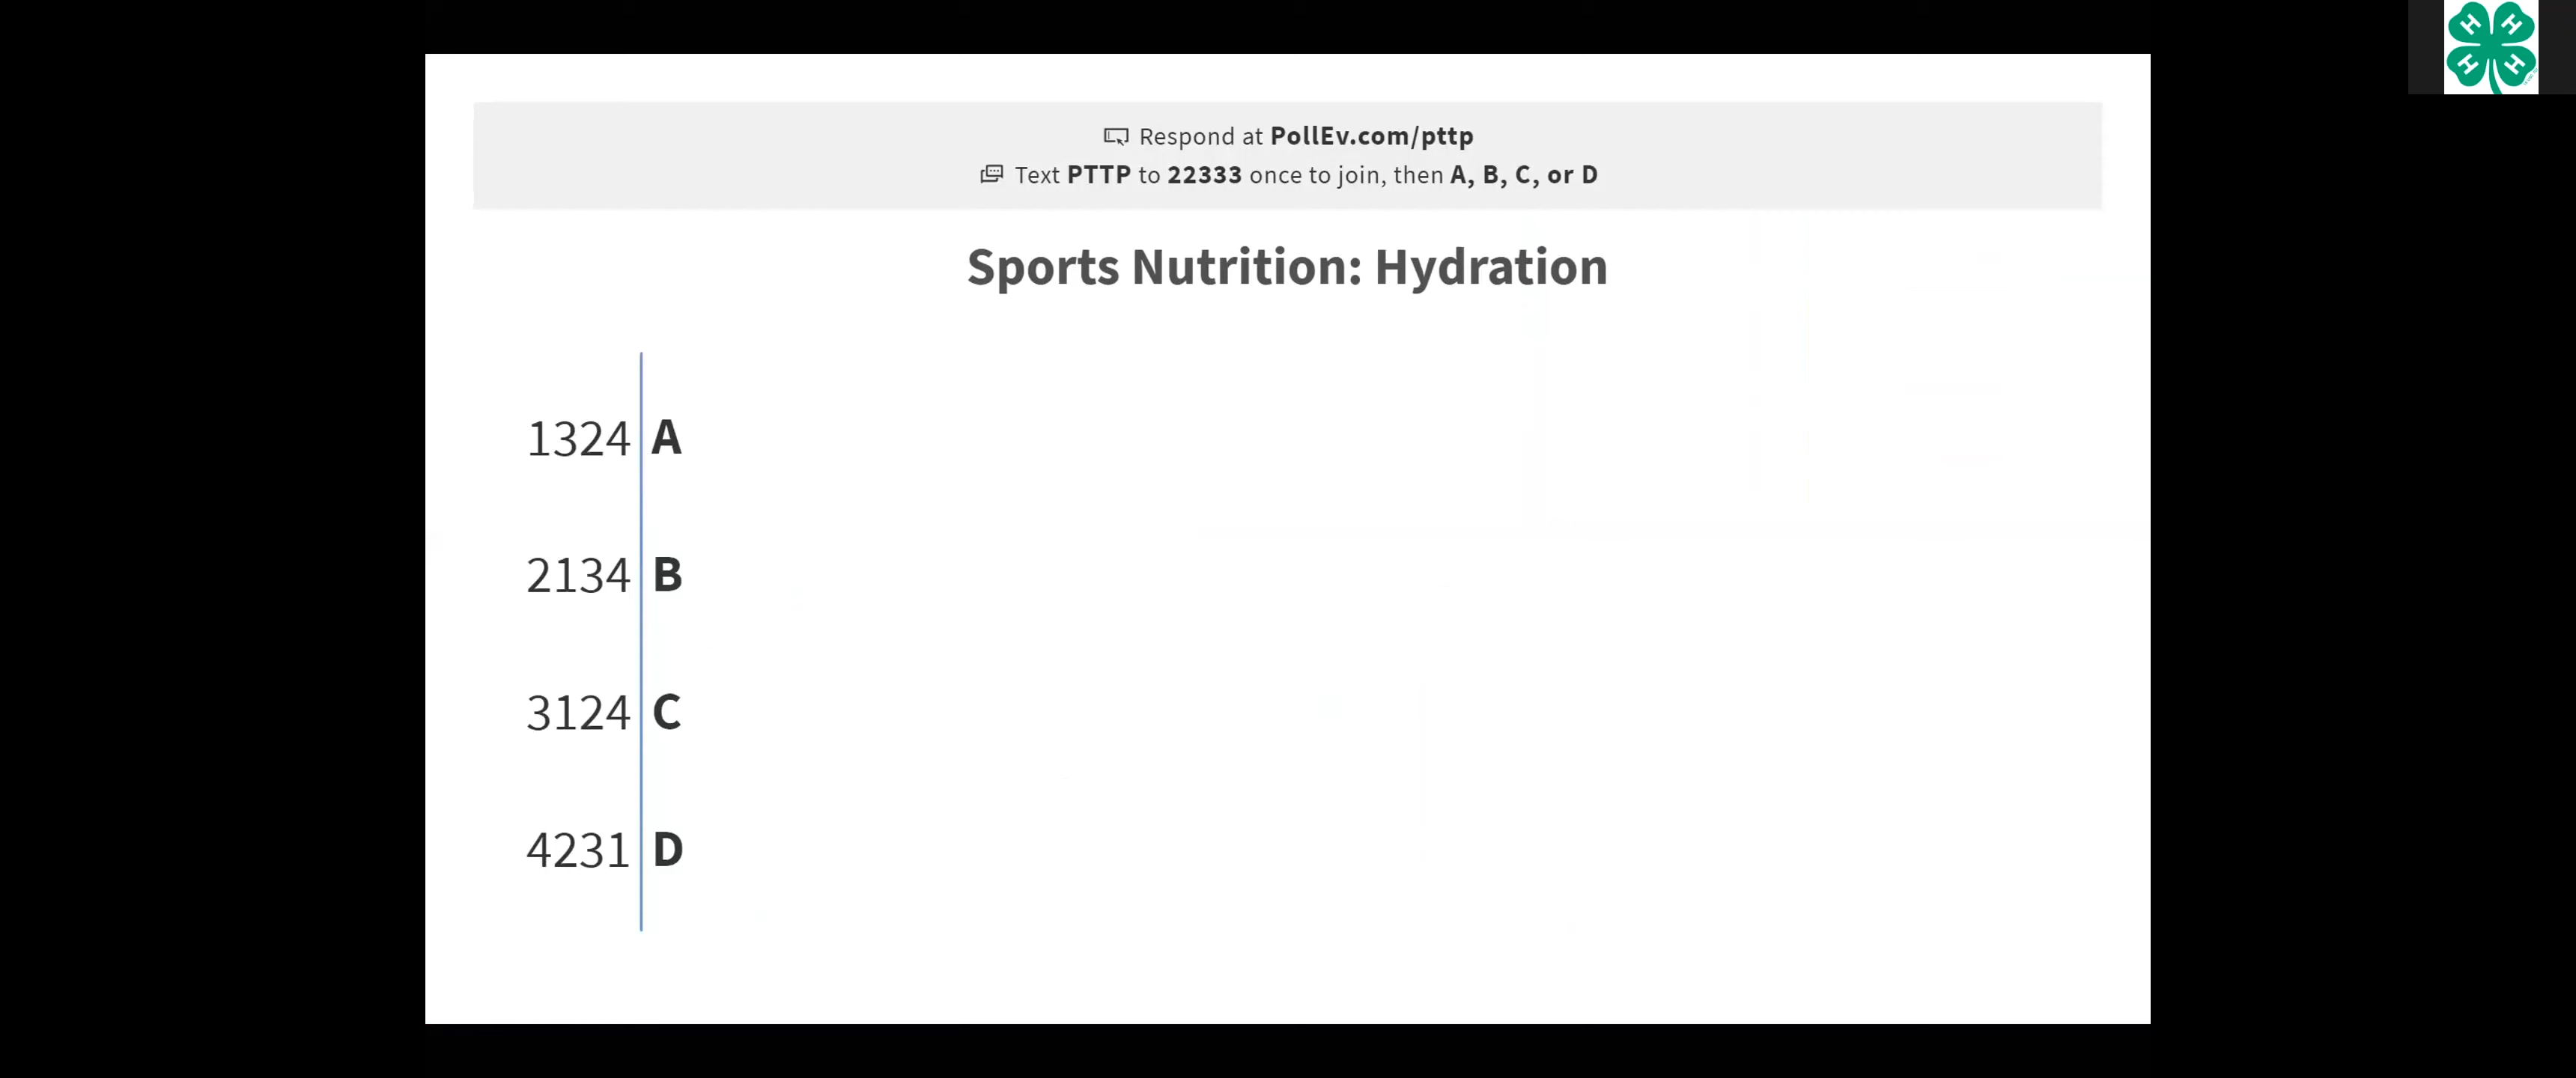 Respond at PollEv.com/pttp
Text PTTP to 22333 once to join, then A, B, C, or D
Sports Nutrition: Hydration
1324 A
2134 B
3124 C
4231 D
H H
H H